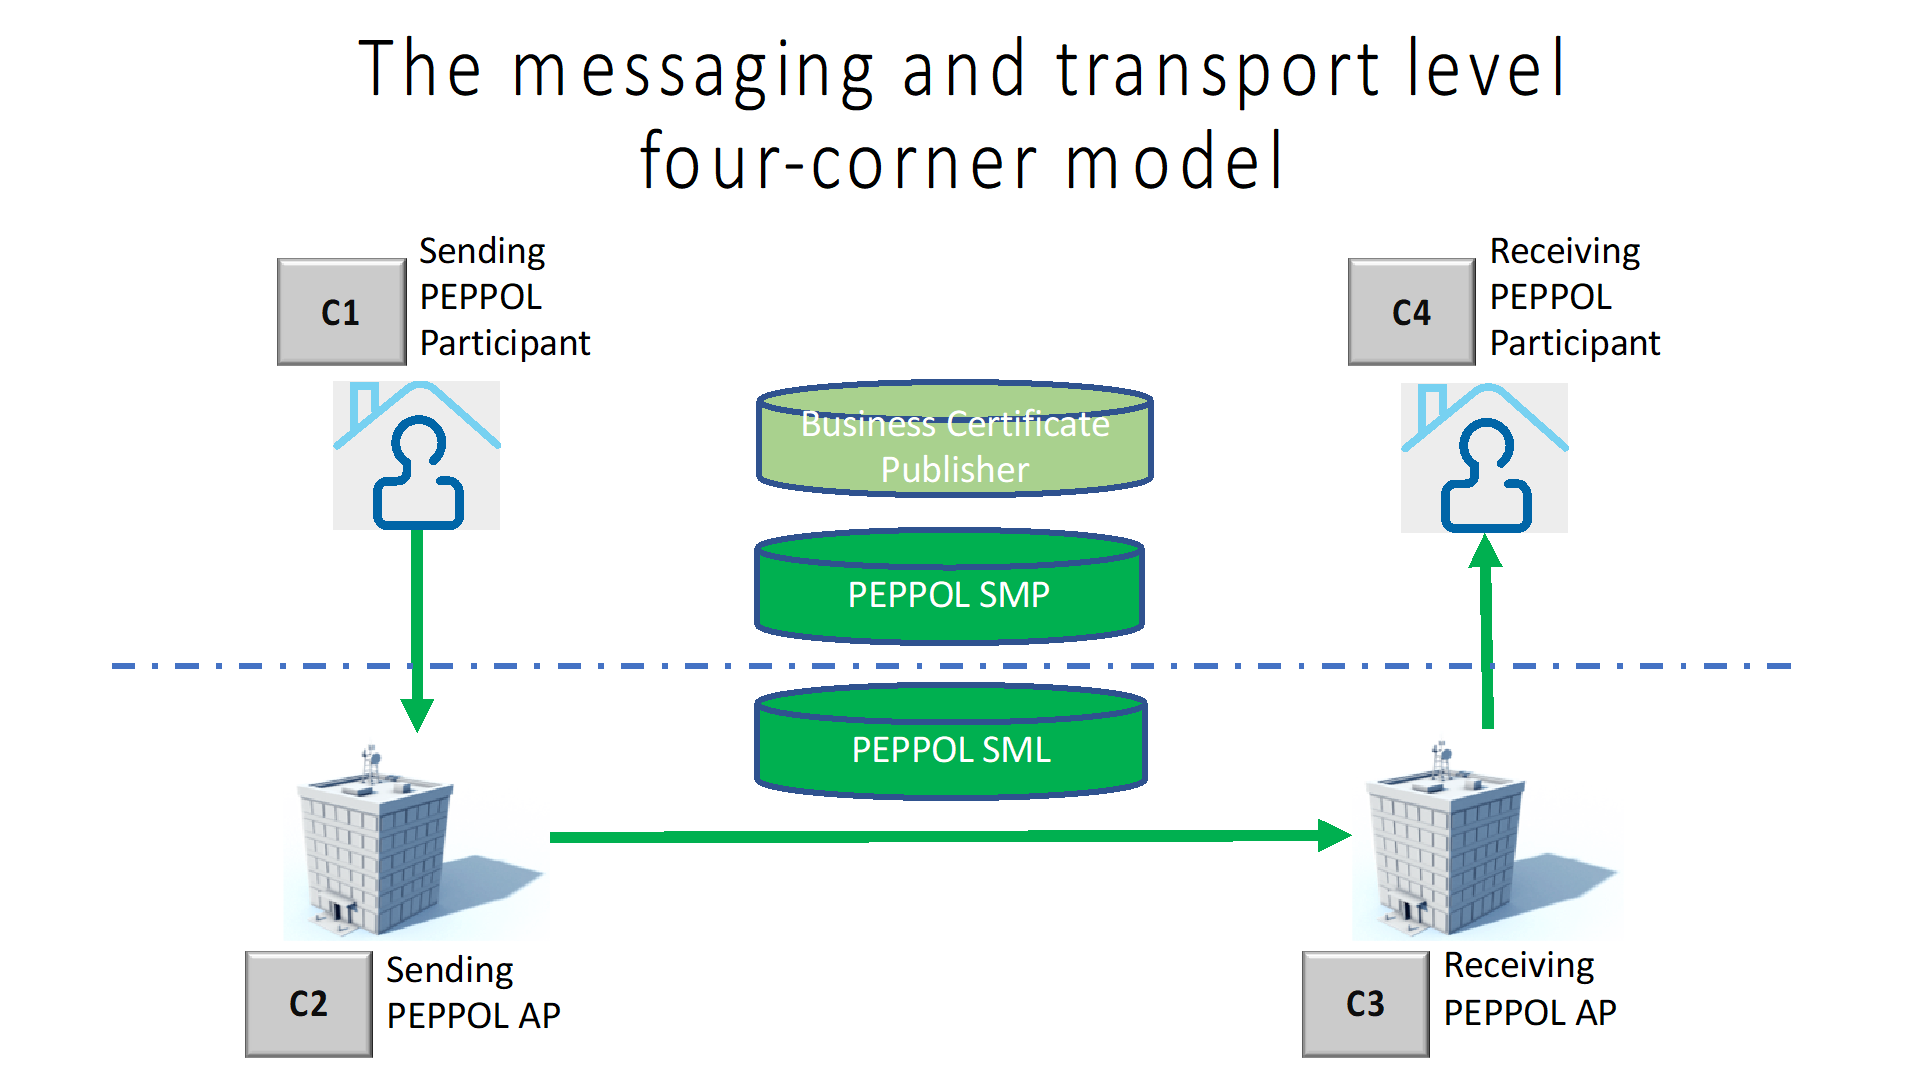 The messaging and transport level
four-corner model
C1
Sending
PEPPOL
Participant
C4
Receiving
PEPPOL
Participant
Business Certificate
Publisher
PEPPOL SMP
PEPPOL SML
C2
Sending
PEPPOL AP
C3
Receiving
PEPPOL AP